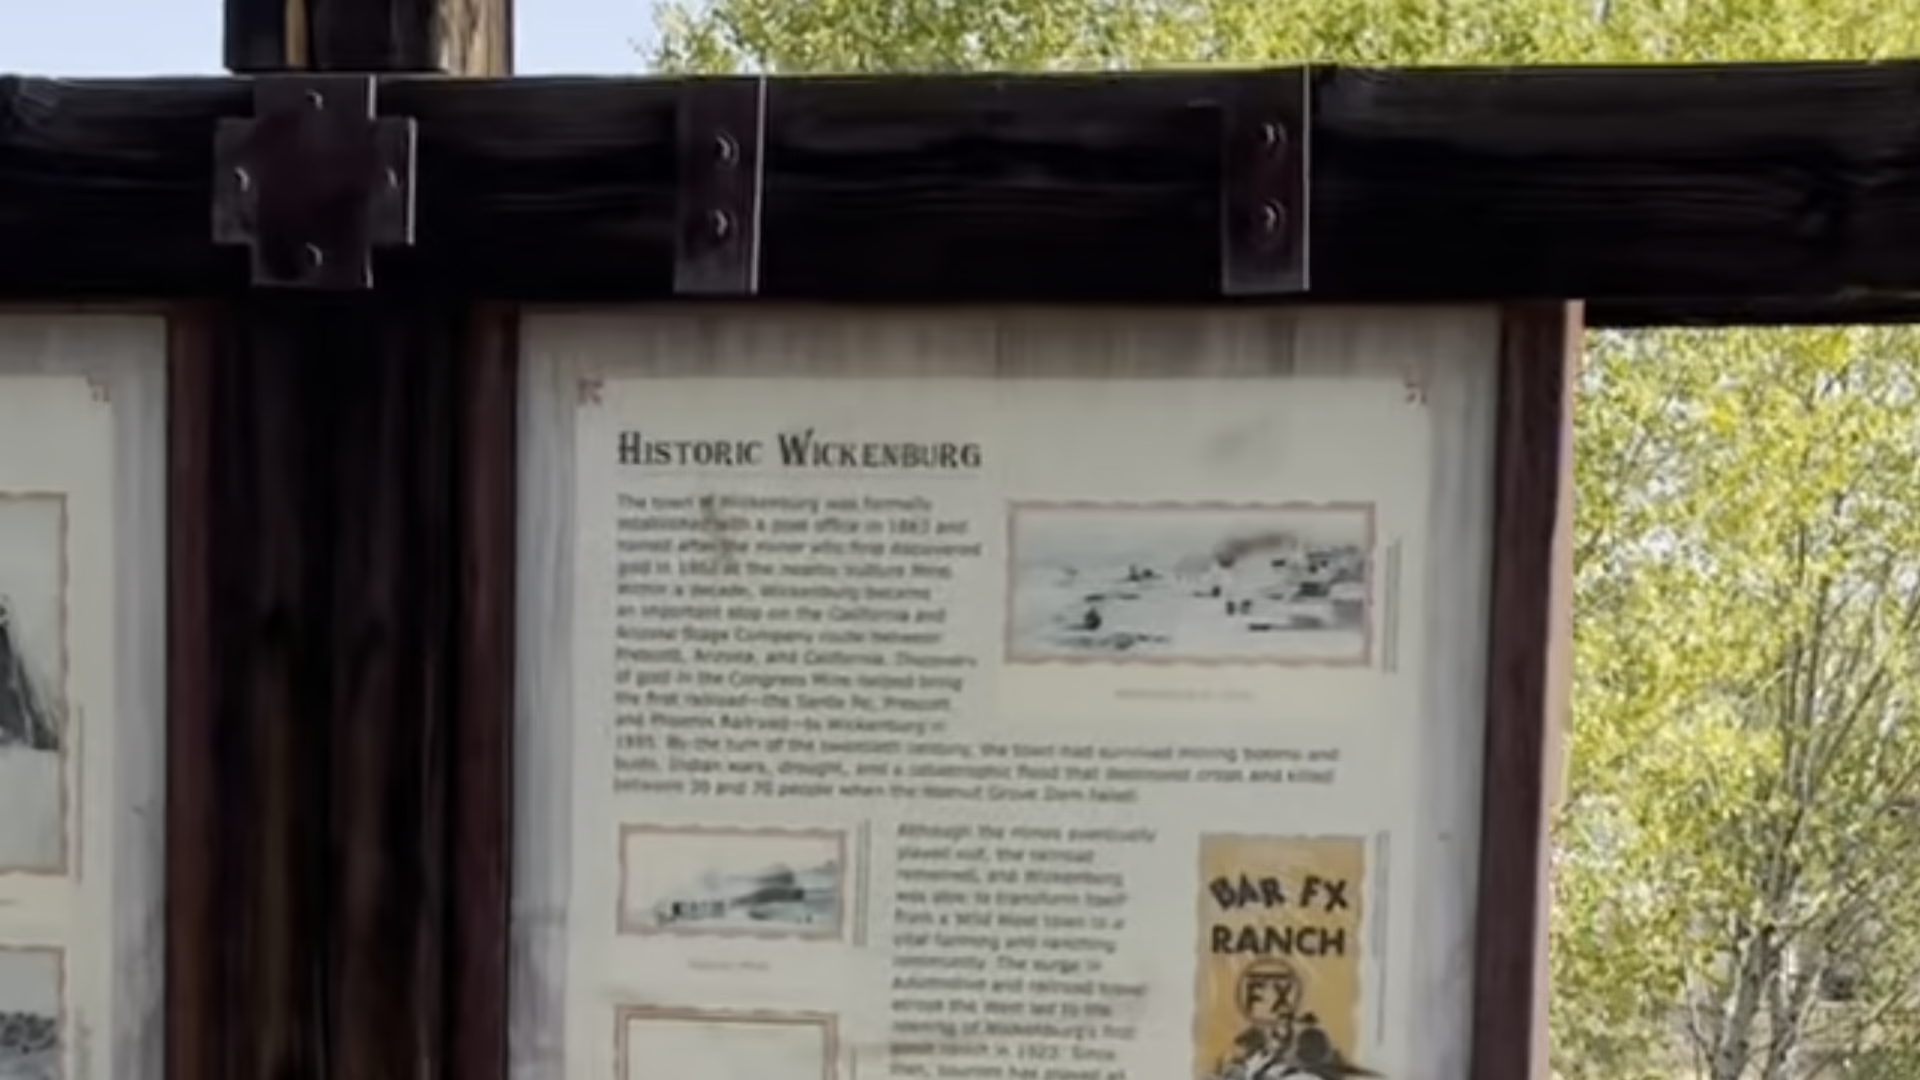 HISTORIC WICKENBURG
The town of Wickenburg was formally
established with a post office in 1863 and
named after the miner who first discovered
gold in at the nearby Vulture Mine.
Within a decade, Wickenburg became
an important stop on the California and
Arizona Stage Company route between
Prescott, Arizona, and California. Discovery
of gold in the Congress Mine helped bring
the first railroad—the Santa Fe, Prescott
and Phoenix Railroad—to Wickenburg in
By the turn of the twentieth century, the town had survived mining booms and
busts, Indian wars, drought, and a catastrophic flood that destroyed crops and killed
between and 70 people when the Walnut Grove Dam failed.
Although the mines eventually
played out, the railroad
remained, and Wickenburg
was able to transform itself
from a Wild West town to a
vital farming and ranching
community. The surge in
automotive and railroad travel
across the West led to the
opening of Wickenburg's first
guest ranch in 1923. Since
then, tourism has played an
BAR FX
RANCH
FX